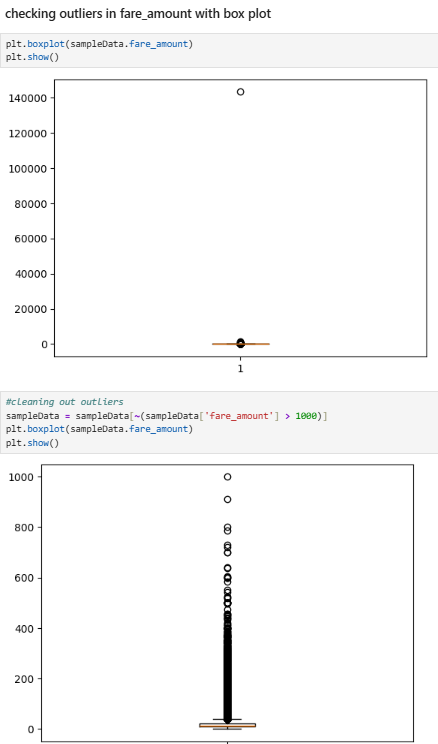 checking outliers in fare_amount with box plot
plt.boxplot(sampleData.fare_amount)
plt.show()
140000
120000
100000
80000
60000
40000
20000
0
1
#cleaning out outliers
sampleData = sampleData[~(sampleData['fare_amount'] > 1000)]
plt.boxplot(sampleData.fare_amount)
plt.show()
1000
800
600
400
200
0